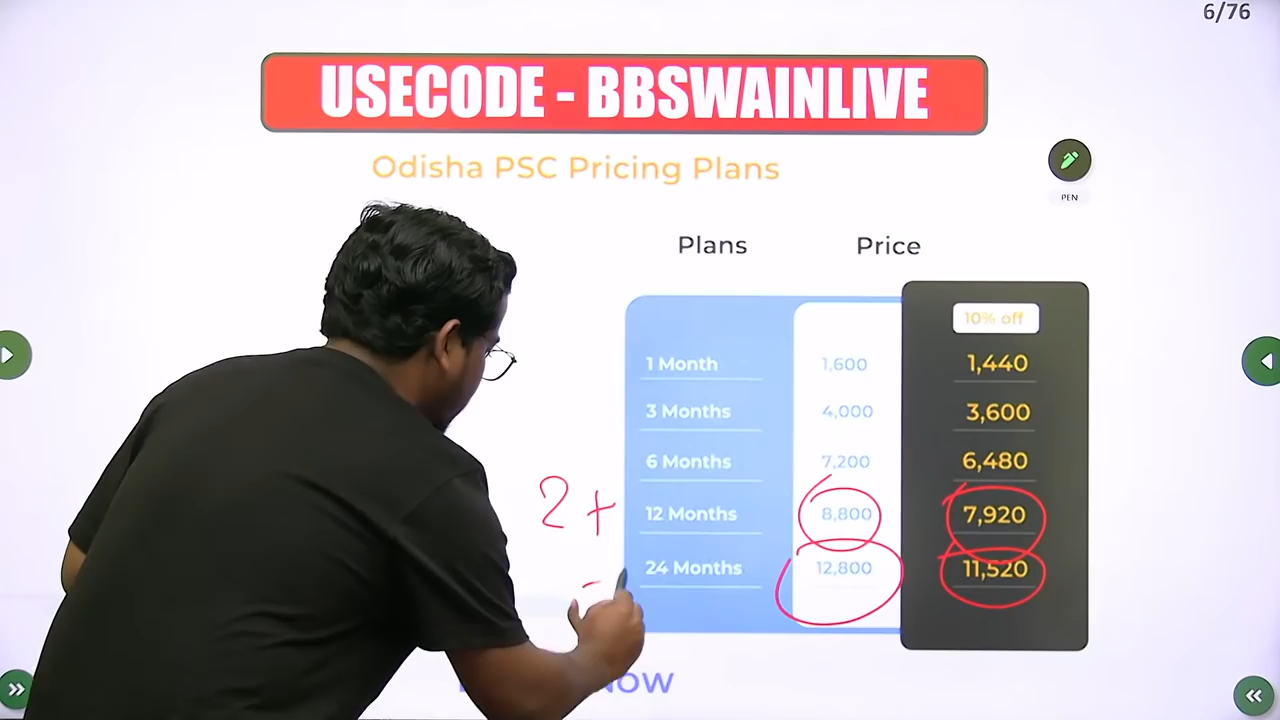 6/76
USECODE - BBSWAINLIVE
Odisha PSC Pricing Plans
PEN
Plans Price
10% off
1 Month 1,600 1,440
3 Months 4,000 3,600
6 Months 7,200 6,480
2+ 12 Months 8,800 7,920
24 Months 12,800 11,520